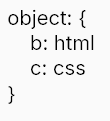 object: {
    b: html
    c: css
}